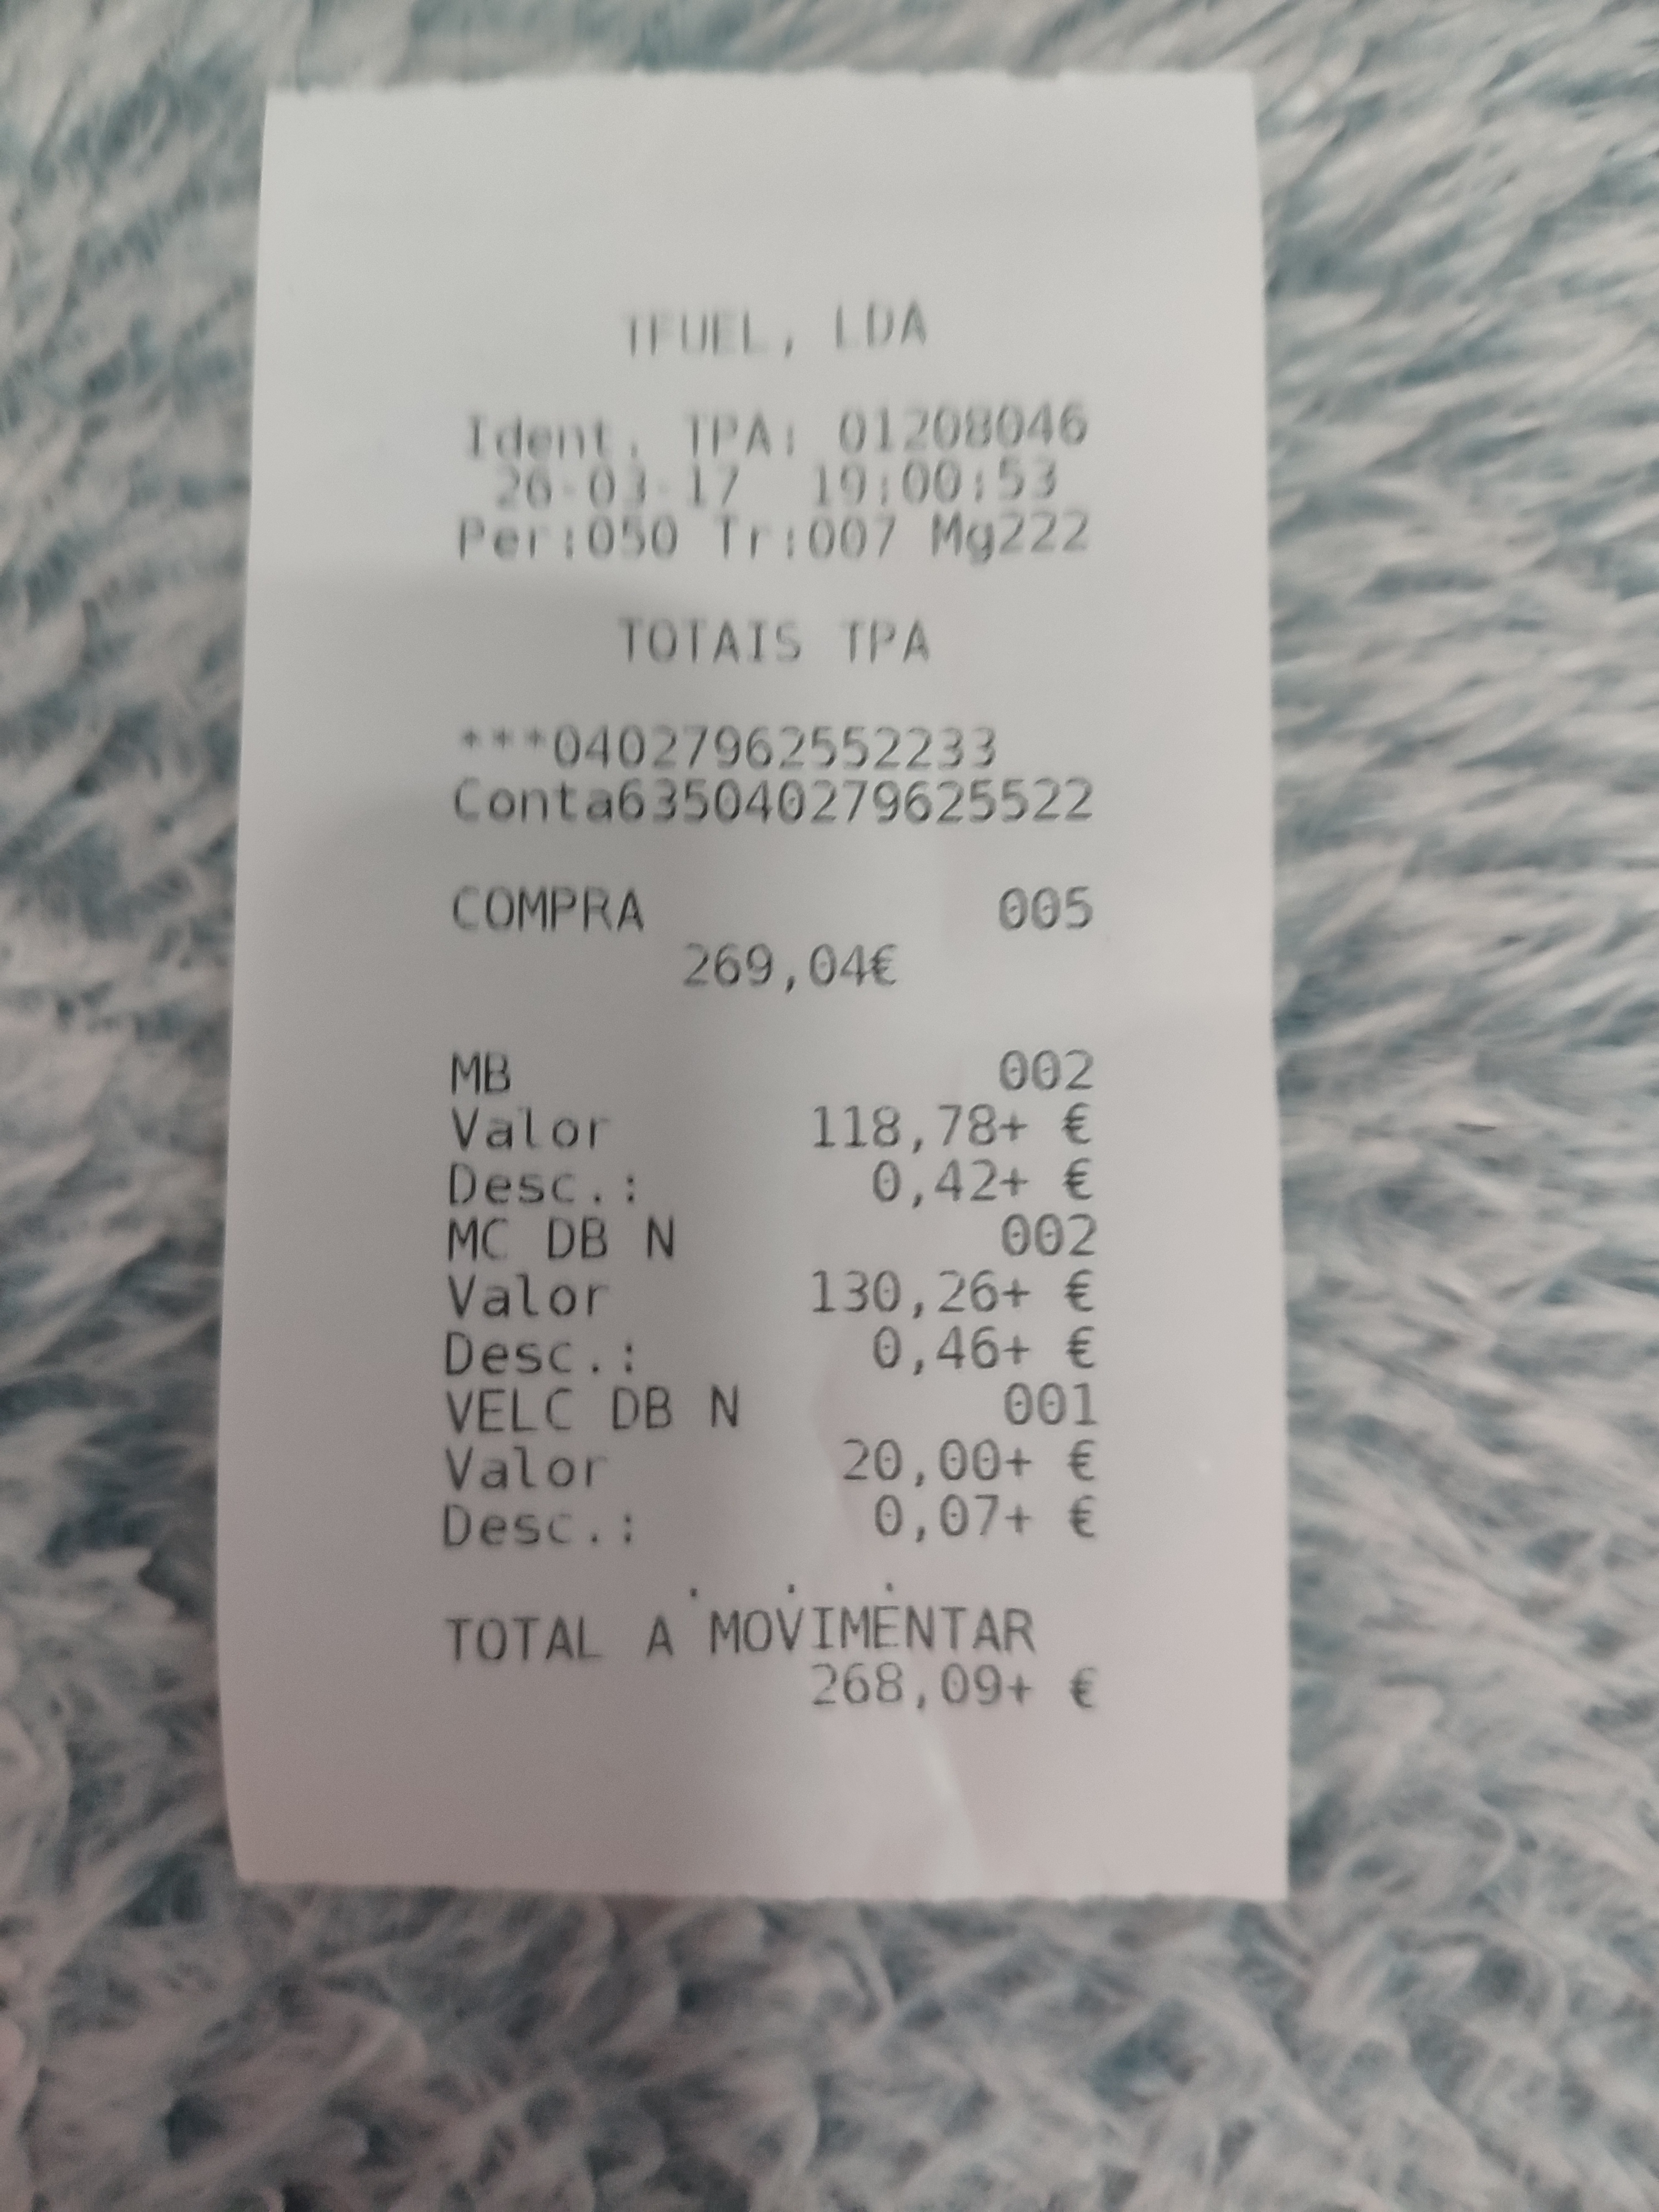 TFUEL, LDA
Ident. TPA: 01208046
26-03-17 19:00:53
Per:050 Tr:007 Mg222
TOTAIS TPA
***04027962552233
Conta635040279625522
COMPRA 005
269,04€
MB 002
Valor 118,78+ €
Desc.: 0,42+ €
MC DB N 002
Valor 130,26+ €
Desc.: 0,46+ €
VELC DB N 001
Valor 20,00+ €
Desc.: 0,07+ €
TOTAL A MOVIMENTAR
268,09+ €